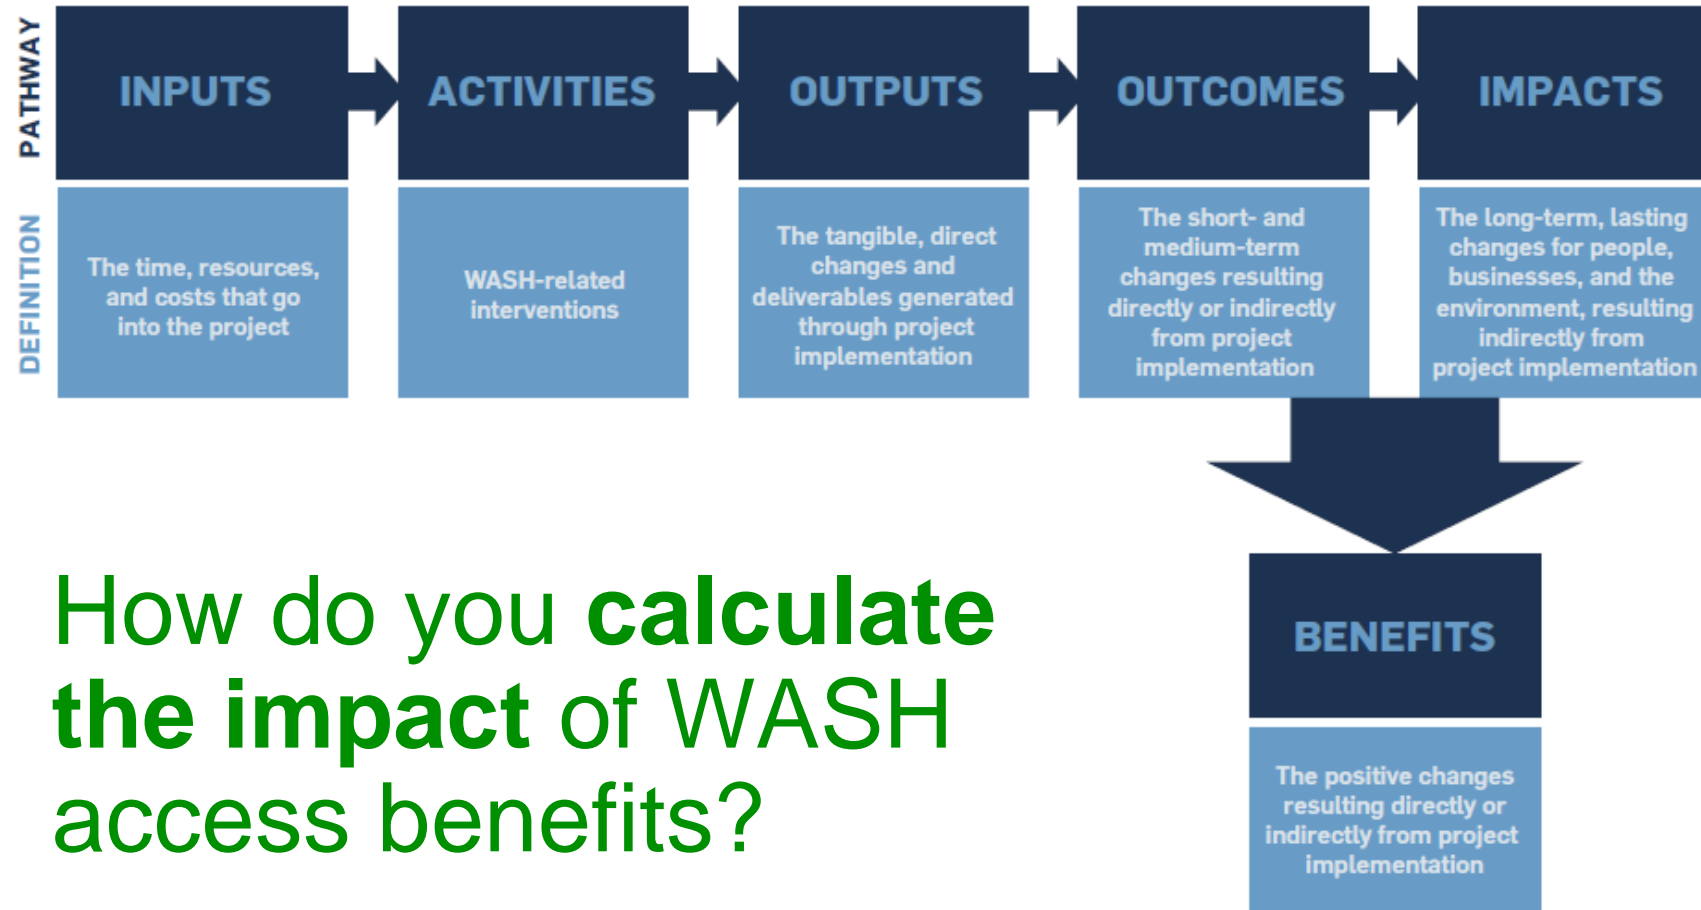 PATHWAY
INPUTS
ACTIVITIES
OUTPUTS
OUTCOMES
IMPACTS
DEFINITION
The time, resources,
and costs that go
into the project
WASH-related
interventions
The tangible, direct
changes and
deliverables generated
through project
implementation
The short- and
medium-term
changes resulting
directly or indirectly
from project
implementation
The long-term, lasting
changes for people,
businesses, and the
environment, resulting
indirectly from
project implementation
How do you calculate
the impact of WASH
access benefits?
BENEFITS
The positive changes
resulting directly or
indirectly from project
implementation